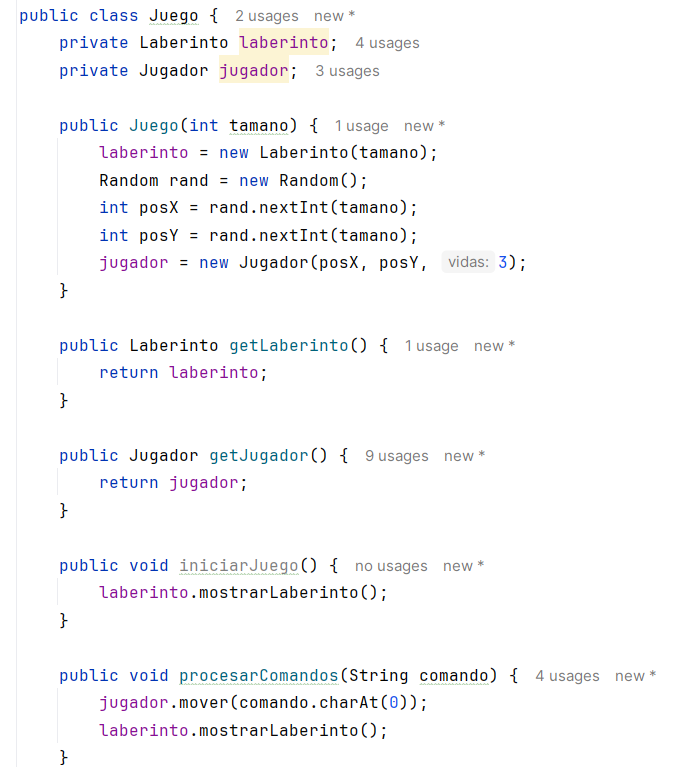 public class Juego {  2 usages  new *
    private Laberinto laberinto;  4 usages
    private Jugador jugador;  3 usages
    public Juego(int tamano) {  1 usage  new *
        laberinto = new Laberinto(tamano);
        Random rand = new Random();
        int posX = rand.nextInt(tamano);
        int posY = rand.nextInt(tamano);
        jugador = new Jugador(posX, posY, vidas: 3);
    }
    public Laberinto getLaberinto() {  1 usage  new *
        return laberinto;
    }
    public Jugador getJugador() {  9 usages  new *
        return jugador;
    }
    public void iniciarJuego() {  no usages  new *
        laberinto.mostrarLaberinto();
    }
    public void procesarComandos(String comando) {  4 usages  new *
        jugador.mover(comando.charAt(0));
        laberinto.mostrarLaberinto();
    }